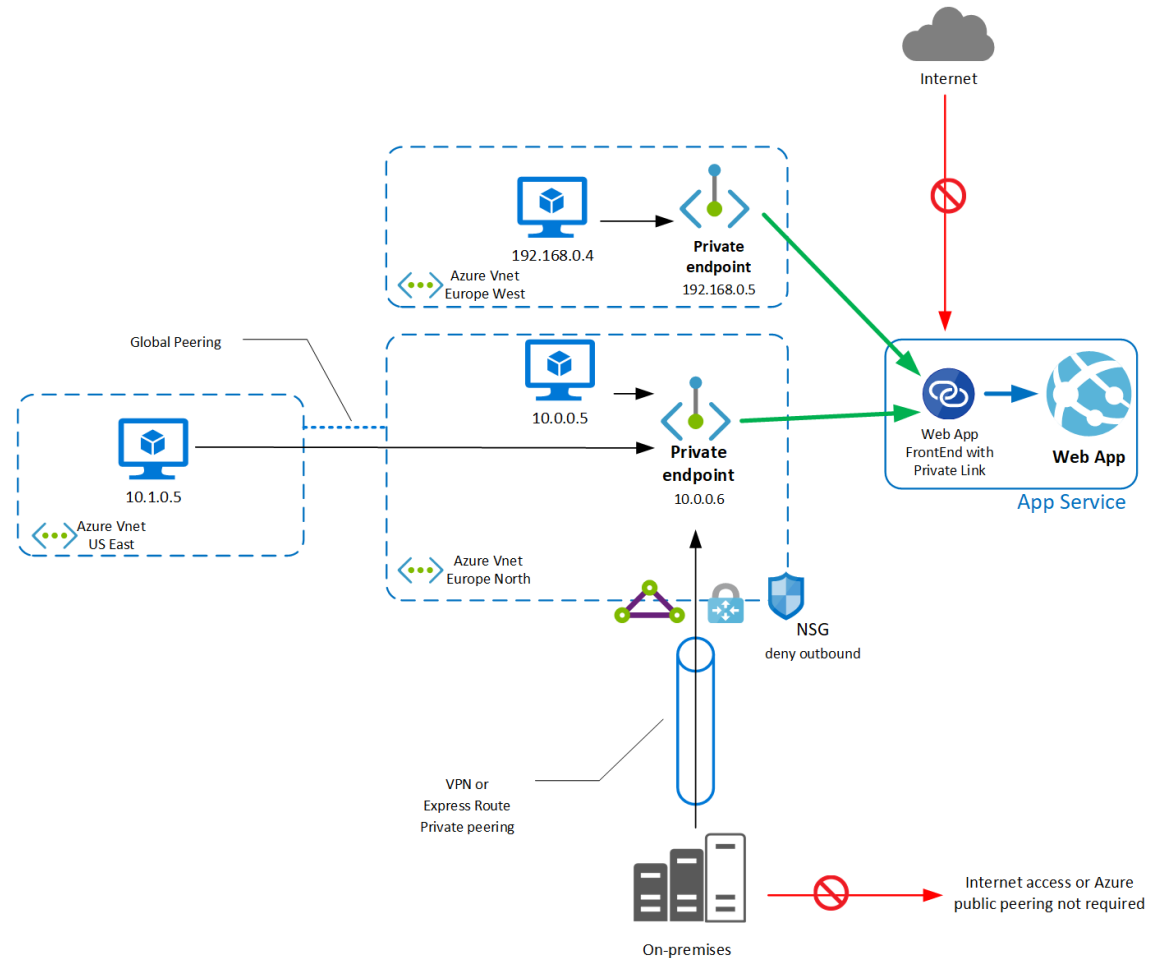 Internet
192.168.0.4
Private
endpoint
192.168.0.5
Azure Vnet
Europe West
Global Peering
10.0.0.5
Private
endpoint
10.0.0.6
10.1.0.5
Azure Vnet
US East
Azure Vnet
Europe North
Web App
FrontEnd with
Private Link
Web App
App Service
NSG
deny outbound
VPN or
Express Route
Private peering
On-premises
Internet access or Azure
public peering not required